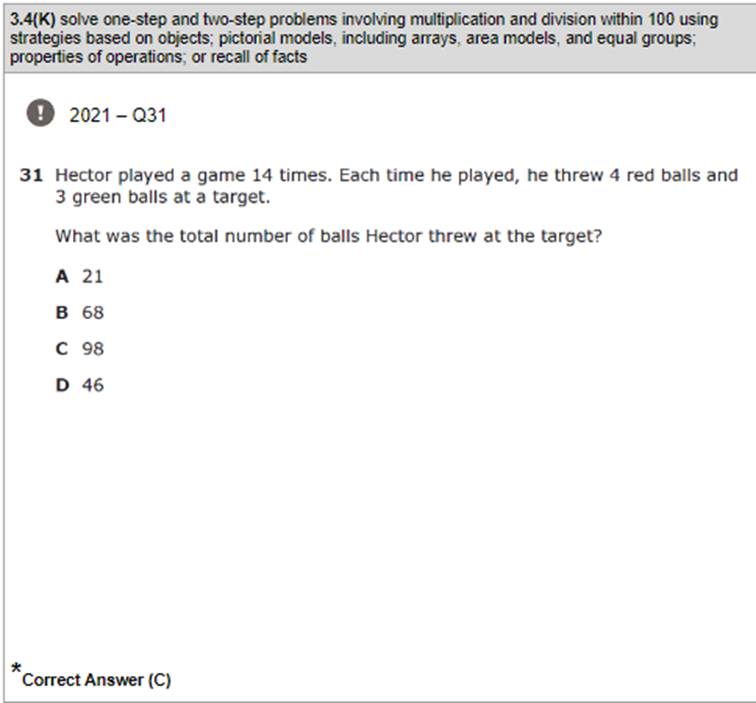 3.4(K) solve one-step and two-step problems involving multiplication and division within 100 using
strategies based on objects; pictorial models, including arrays, area models, and equal groups;
properties of operations; or recall of facts
! 2021 – Q31
31 Hector played a game 14 times. Each time he played, he threw 4 red balls and
3 green balls at a target.
What was the total number of balls Hector threw at the target?
A 21
B 68
C 98
D 46
*Correct Answer (C)